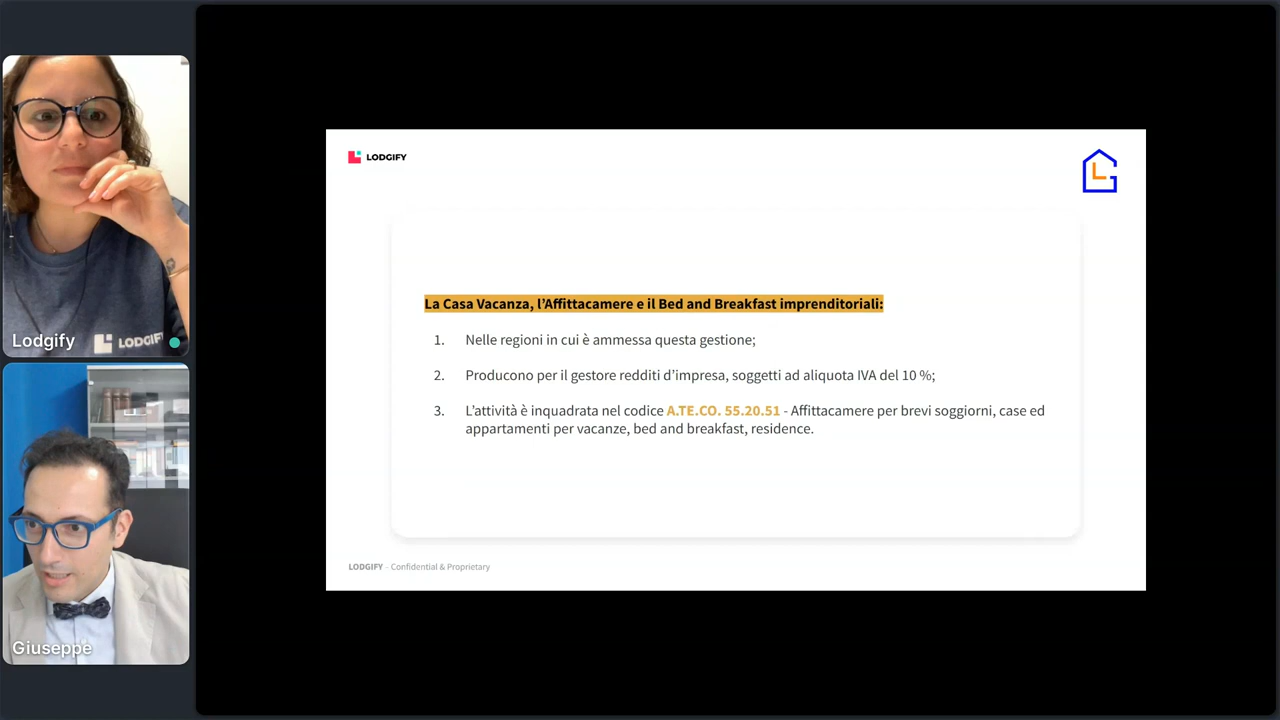 Lodgify
LODGIFY
Giuseppe
LODGIFY
La Casa Vacanza, l'Affittacamere e il Bed and Breakfast imprenditoriali:
1. Nelle regioni in cui è ammessa questa gestione;
2. Producono per il gestore redditi d'impresa, soggetti ad aliquota IVA del 10 %;
3. L'attività è inquadrata nel codice A.TE.CO. 55.20.51 - Affittacamere per brevi soggiorni, case ed
appartamenti per vacanze, bed and breakfast, residence.
LODGIFY - Confidential & Proprietary